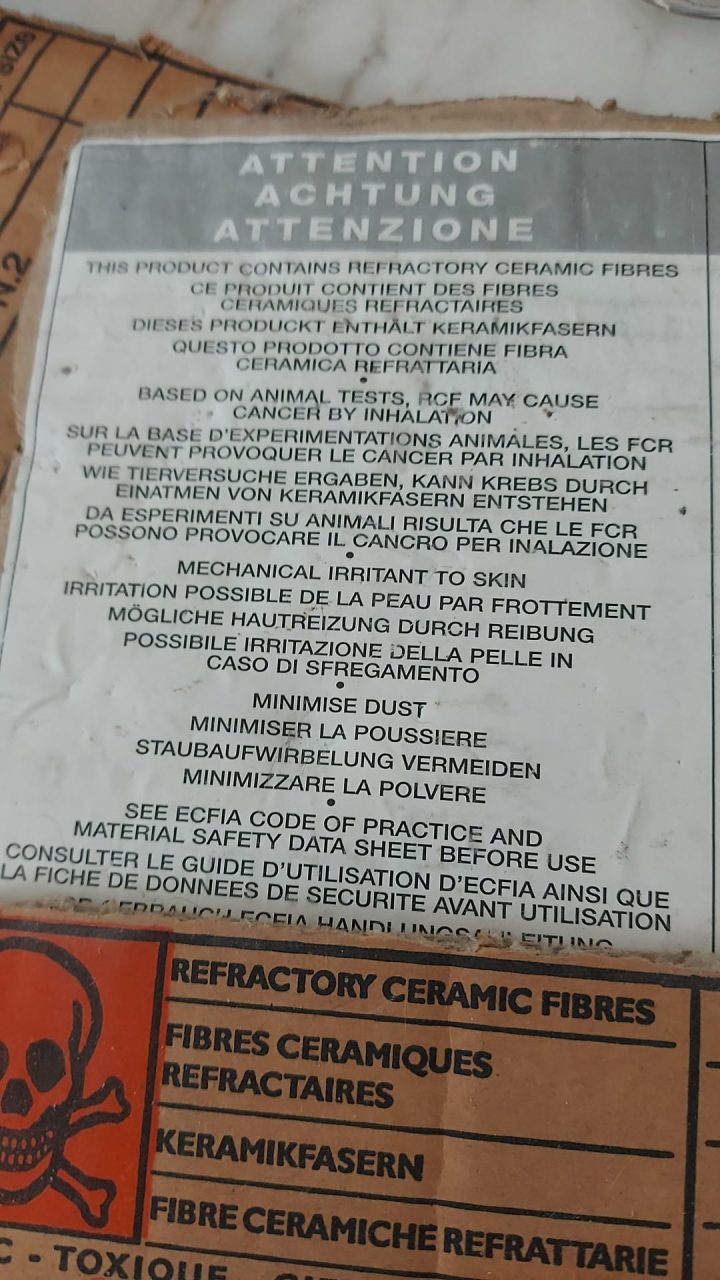 SIZE
N.2
ATTENTION
ACHTUNG
ATTENZIONE
THIS PRODUCT CONTAINS REFRACTORY CERAMIC FIBRES
CE PRODUIT CONTIENT DES FIBRES
CERAMIQUES REFRACTAIRES
DIESES PRODUCKT ENTHÄLT KERAMIKFASERN
QUESTO PRODOTTO CONTIENE FIBRA
CERAMICA REFRATTARIA
•
BASED ON ANIMAL TESTS, RCF MAY CAUSE
CANCER BY INHALATION
SUR LA BASE D'EXPERIMENTATIONS ANIMALES, LES FCR
PEUVENT PROVOQUER LE CANCER PAR INHALATION
WIE TIERVERSUCHE ERGABEN, KANN KREBS DURCH
EINATMEN VON KERAMIKFASERN ENTSTEHEN
DA ESPERIMENTI SU ANIMALI RISULTA CHE LE FCR
POSSONO PROVOCARE IL CANCRO PER INALAZIONE
•
MECHANICAL IRRITANT TO SKIN
IRRITATION POSSIBLE DE LA PEAU PAR FROTTEMENT
MÖGLICHE HAUTREIZUNG DURCH REIBUNG
POSSIBILE IRRITAZIONE DELLA PELLE IN
CASO DI SFREGAMENTO
•
MINIMISE DUST
MINIMISER LA POUSSIERE
STAUBAUFWIRBELUNG VERMEIDEN
MINIMIZZARE LA POLVERE
•
SEE ECFIA CODE OF PRACTICE AND
MATERIAL SAFETY DATA SHEET BEFORE USE
CONSULTER LE GUIDE D'UTILISATION D'ECFIA AINSI QUE
LA FICHE DE DONNEES DE SECURITE AVANT UTILISATION
GEBRAUCH ECFIA HANDLUNGSANLEITUNG
REFRACTORY CERAMIC FIBRES
FIBRES CERAMIQUES
REFRACTAIRES
KERAMIKFASERN
FIBRE CERAMICHE REFRATTARIE
C - TOXIQUE